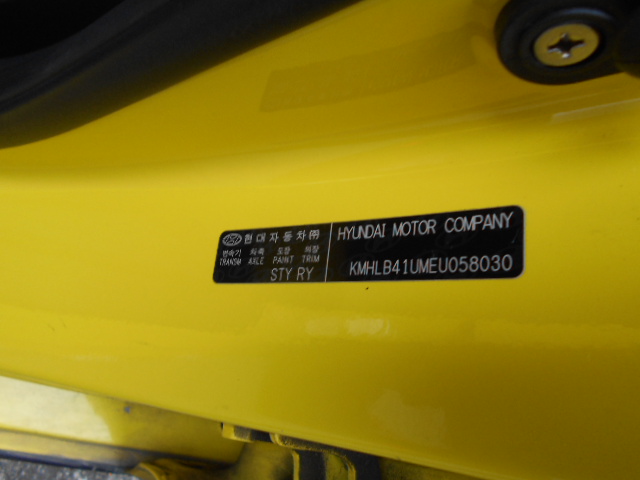 현대자동차㈜
변속기 차축 도장 치장
TRANSM AXLE PAINT TRIM
STY RY
HYUNDAI MOTOR COMPANY
KMHLB41UMEU058030